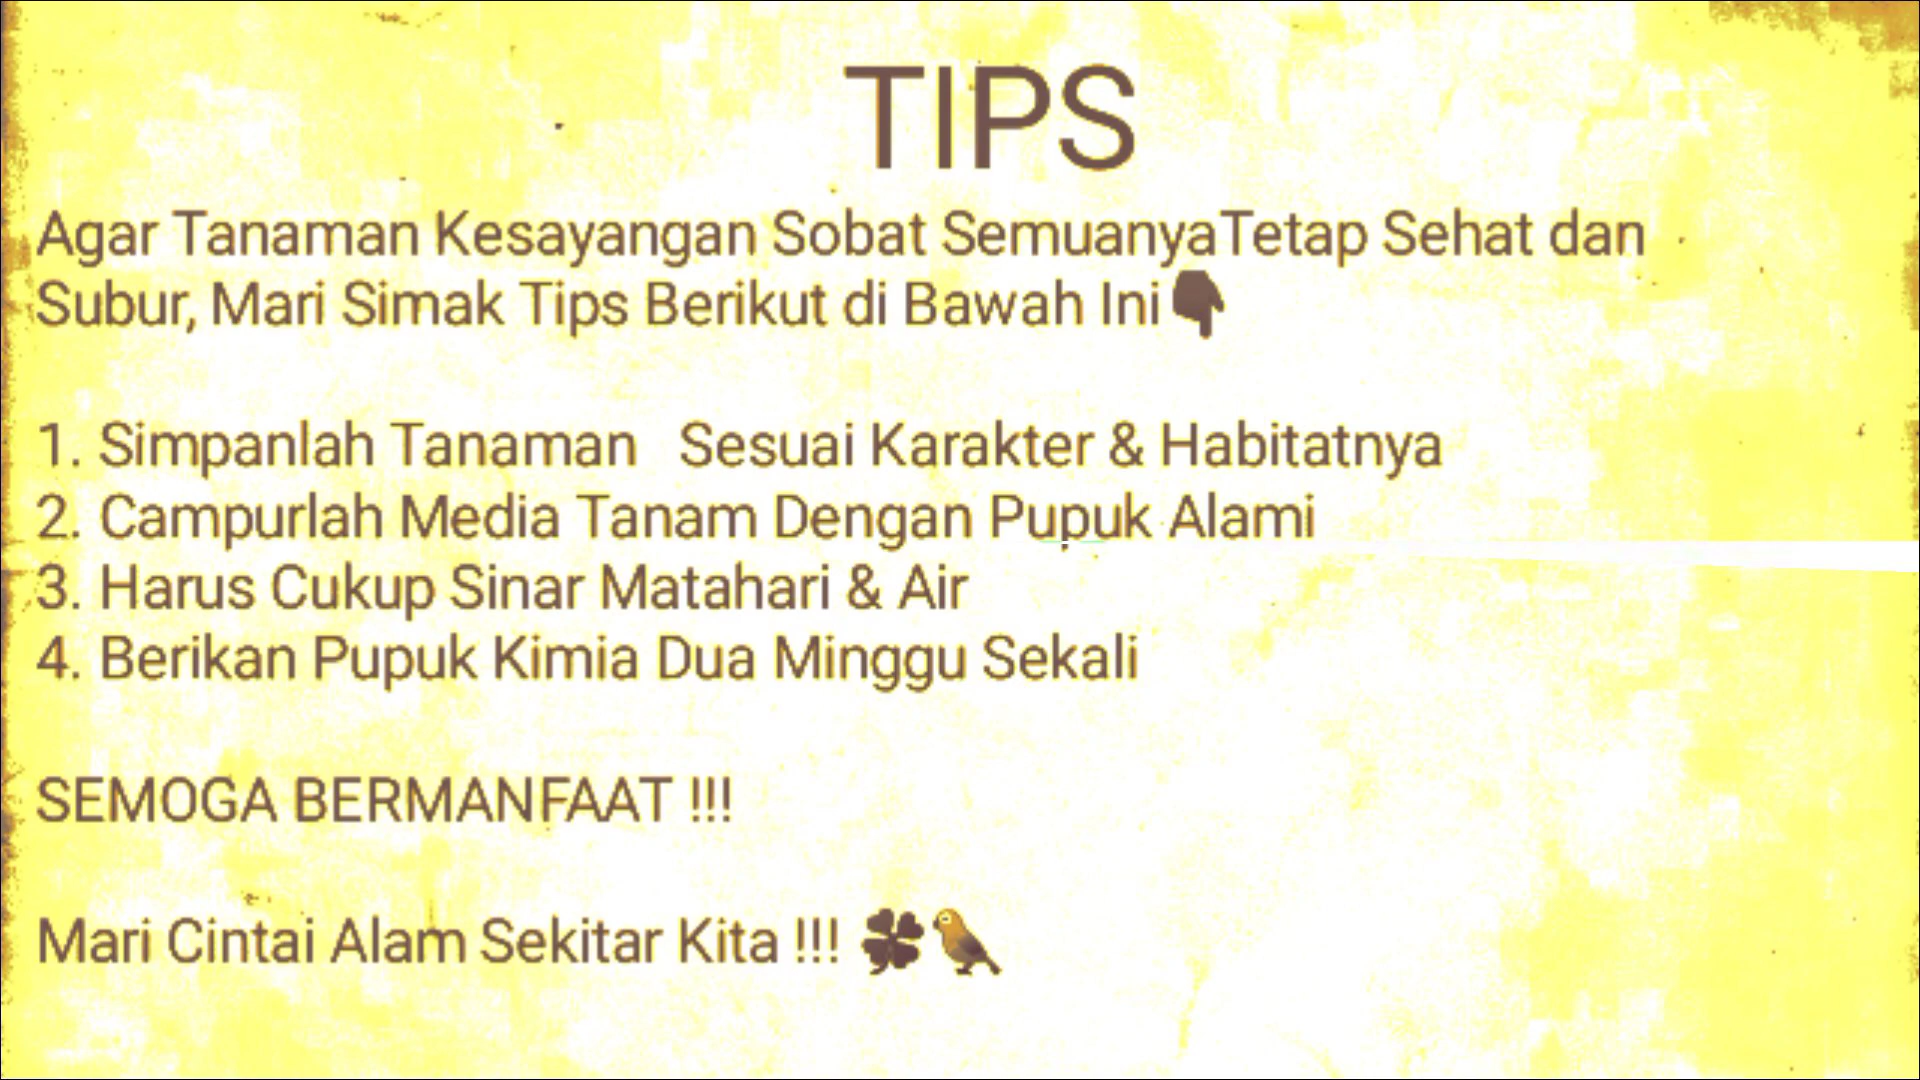 TIPS
Agar Tanaman Kesayangan Sobat SemuanyaTetap Sehat dan
Subur, Mari Simak Tips Berikut di Bawah Ini👇
1. Simpanlah Tanaman   Sesuai Karakter & Habitatnya
2. Campurlah Media Tanam Dengan Pupuk Alami
3. Harus Cukup Sinar Matahari & Air
4. Berikan Pupuk Kimia Dua Minggu Sekali
SEMOGA BERMANFAAT !!!
Mari Cintai Alam Sekitar Kita !!! 🍀🦜